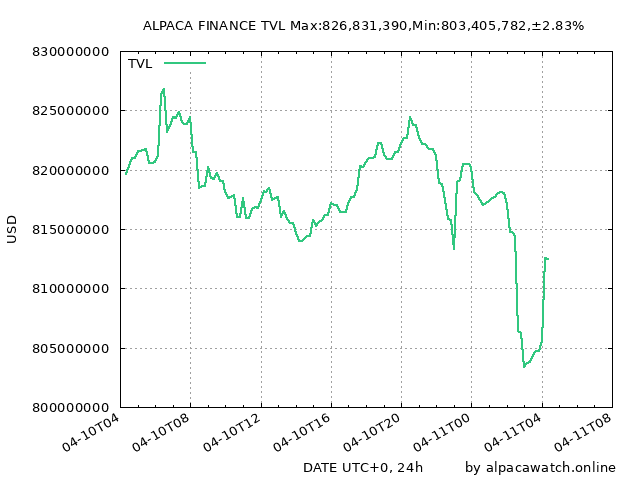 ALPACA FINANCE TVL Max:826,831,390,Min:803,405,782,±2.83%
830000000
TVL
825000000
820000000
815000000
USD
810000000
805000000
800000000
04-10T04
04-10T08
04-10T12
04-10T16
04-10T20
04-11T00
04-11T04
04-11T08
DATE UTC+0, 24h
by alpacawatch.online